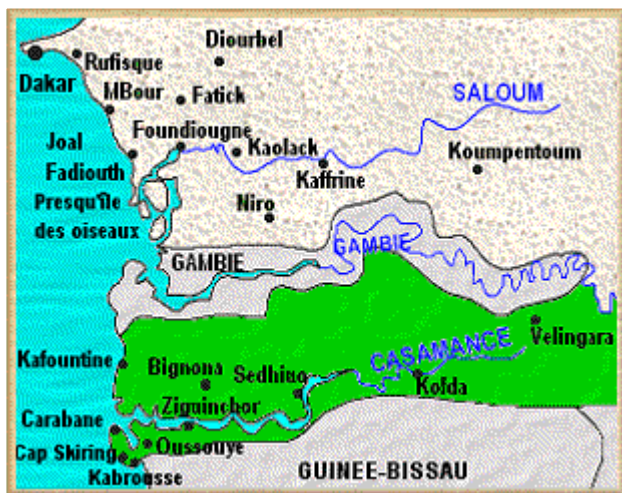 Diourbel
Rufisque
Dakar
MBour
Fatick
SALOUM
Foundiougne
Joal
Fadiouth
Kaolack
Koumpentoum
Kaffrine
Presqu'île
des oiseaux
Niro
GAMBIE
GAMBIE
Velingara
Kafountine
CASAMANCE
Bignona
Sedhiuo
Kolda
Ziguinchor
Carabane
Oussouye
Cap Skiring
Kabrousse
GUINEE-BISSAU